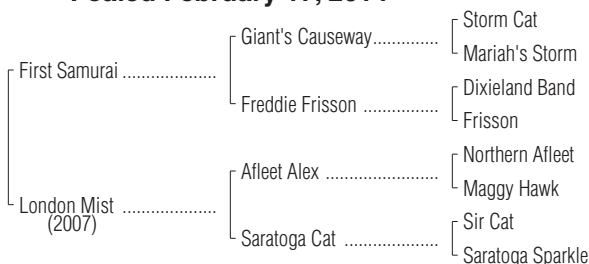 Foaled February 17, 2014
Storm Cat
Giant's Causeway..............
Mariah's Storm
First Samurai ....................
Dixieland Band
Freddie Frisson ................
Frisson
Northern Afleet
Afleet Alex ........................
Maggy Hawk
London Mist ....................
(2007)
Sir Cat
Saratoga Cat ....................
Saratoga Sparkle